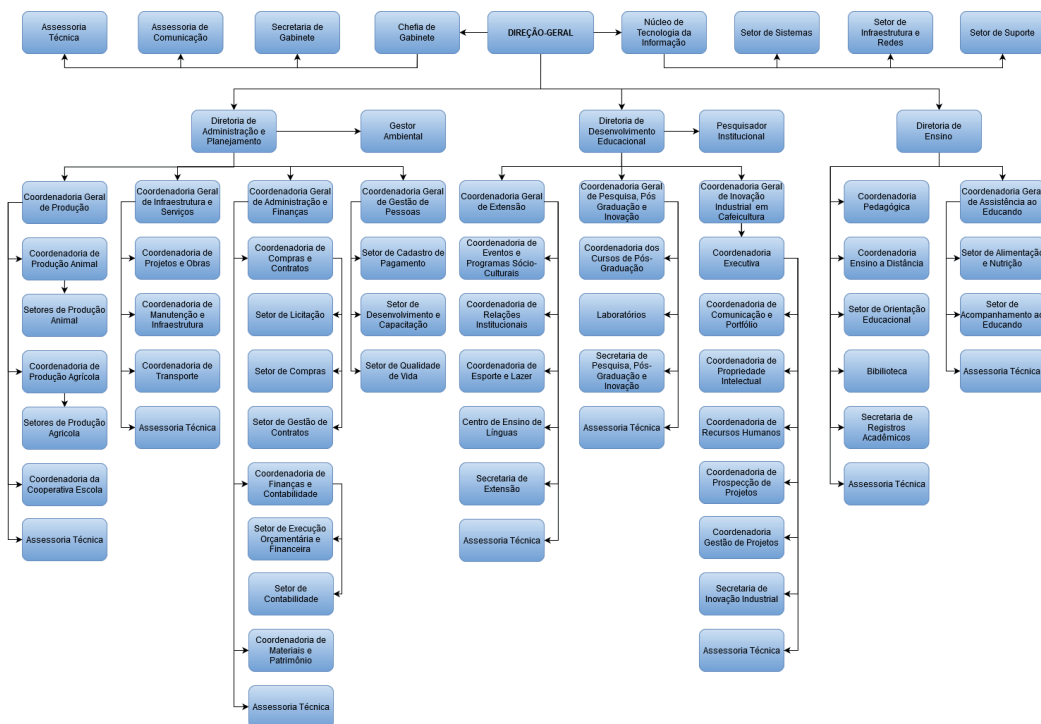 Assessoria
Técnica
Assessoria de
Comunicação
Secretaria de
Gabinete
Chefia de
Gabinete
DIREÇÃO-GERAL
Núcleo de
Tecnologia da
Informação
Setor de Sistemas
Setor de
Infraestrutura e
Redes
Setor de Suporte
Diretoria de
Administração e
Planejamento
Gestor
Ambiental
Diretoria de
Desenvolvimento
Educacional
Pesquisador
Institucional
Diretoria de
Ensino
Coordenadoria Geral
de Produção
Coordenadoria de
Produção Animal
Setores de Produção
Animal
Coordenadoria de
Produção Agrícola
Setores de Produção
Agricola
Coordenadoria da
Cooperativa Escola
Assessoria Técnica
Coordenadoria Geral
de Infraestrutura e
Serviços
Coordenadoria de
Projetos e Obras
Coordenadoria de
Manutenção e
Infraestrutura
Coordenadoria de
Transporte
Assessoria Técnica
Coordenadoria Geral
de Administração e
Finanças
Coordenadoria de
Compras e
Contratos
Setor de Licitação
Setor de Compras
Setor de Gestão de
Contratos
Coordenadoria de
Finanças e
Contabilidade
Setor de Execução
Orçamentária e
Financeira
Setor de
Contabilidade
Coordenadoria de
Materiais e
Patrimônio
Assessoria Técnica
Coordenadoria Geral
de Gestão de
Pessoas
Setor de Cadastro de
Pagamento
Setor de
Desenvolvimento e
Capacitação
Setor de Qualidade de
Vida
Coordenadoria Geral
de Extensão
Coordenadoria de
Eventos e
Programas Sócio-
Culturais
Coordenadoria de
Relações
Institucionais
Coordenadoria de
Esporte e Lazer
Centro de Ensino de
Línguas
Secretaria de
Extensão
Assessoria Técnica
Coordenadoria Geral
de Pesquisa, Pós
Graduação e
Inovação
Coordenadoria dos
Cursos de Pós-
Graduação
Laboratórios
Secretaria de
Pesquisa, Pós-
Graduação e
Inovação
Assessoria Técnica
Coordenadoria Geral
de Inovação
Industrial em
Cafeicultura
Coordenadoria
Executiva
Coordenadoria de
Comunicação e
Portfólio
Coordenadoria de
Propriedade
Intelectual
Coordenadoria de
Recursos Humanos
Coordenadoria de
Prospecção de
Projetos
Coordenadoria
Gestão de Projetos
Secretaria de
Inovação Industrial
Assessoria Técnica
Coordenadoria
Pedagógica
Coordenadoria
Ensino a Distância
Setor de Orientação
Educacional
Bibilioteca
Secretaria de
Registros
Acadêmicos
Assessoria Técnica
Coordenadoria Geral
de Assistência ao
Educando
Setor de Alimentação
e Nutrição
Setor de
Acompanhamento ao
Educando
Assessoria Técnica